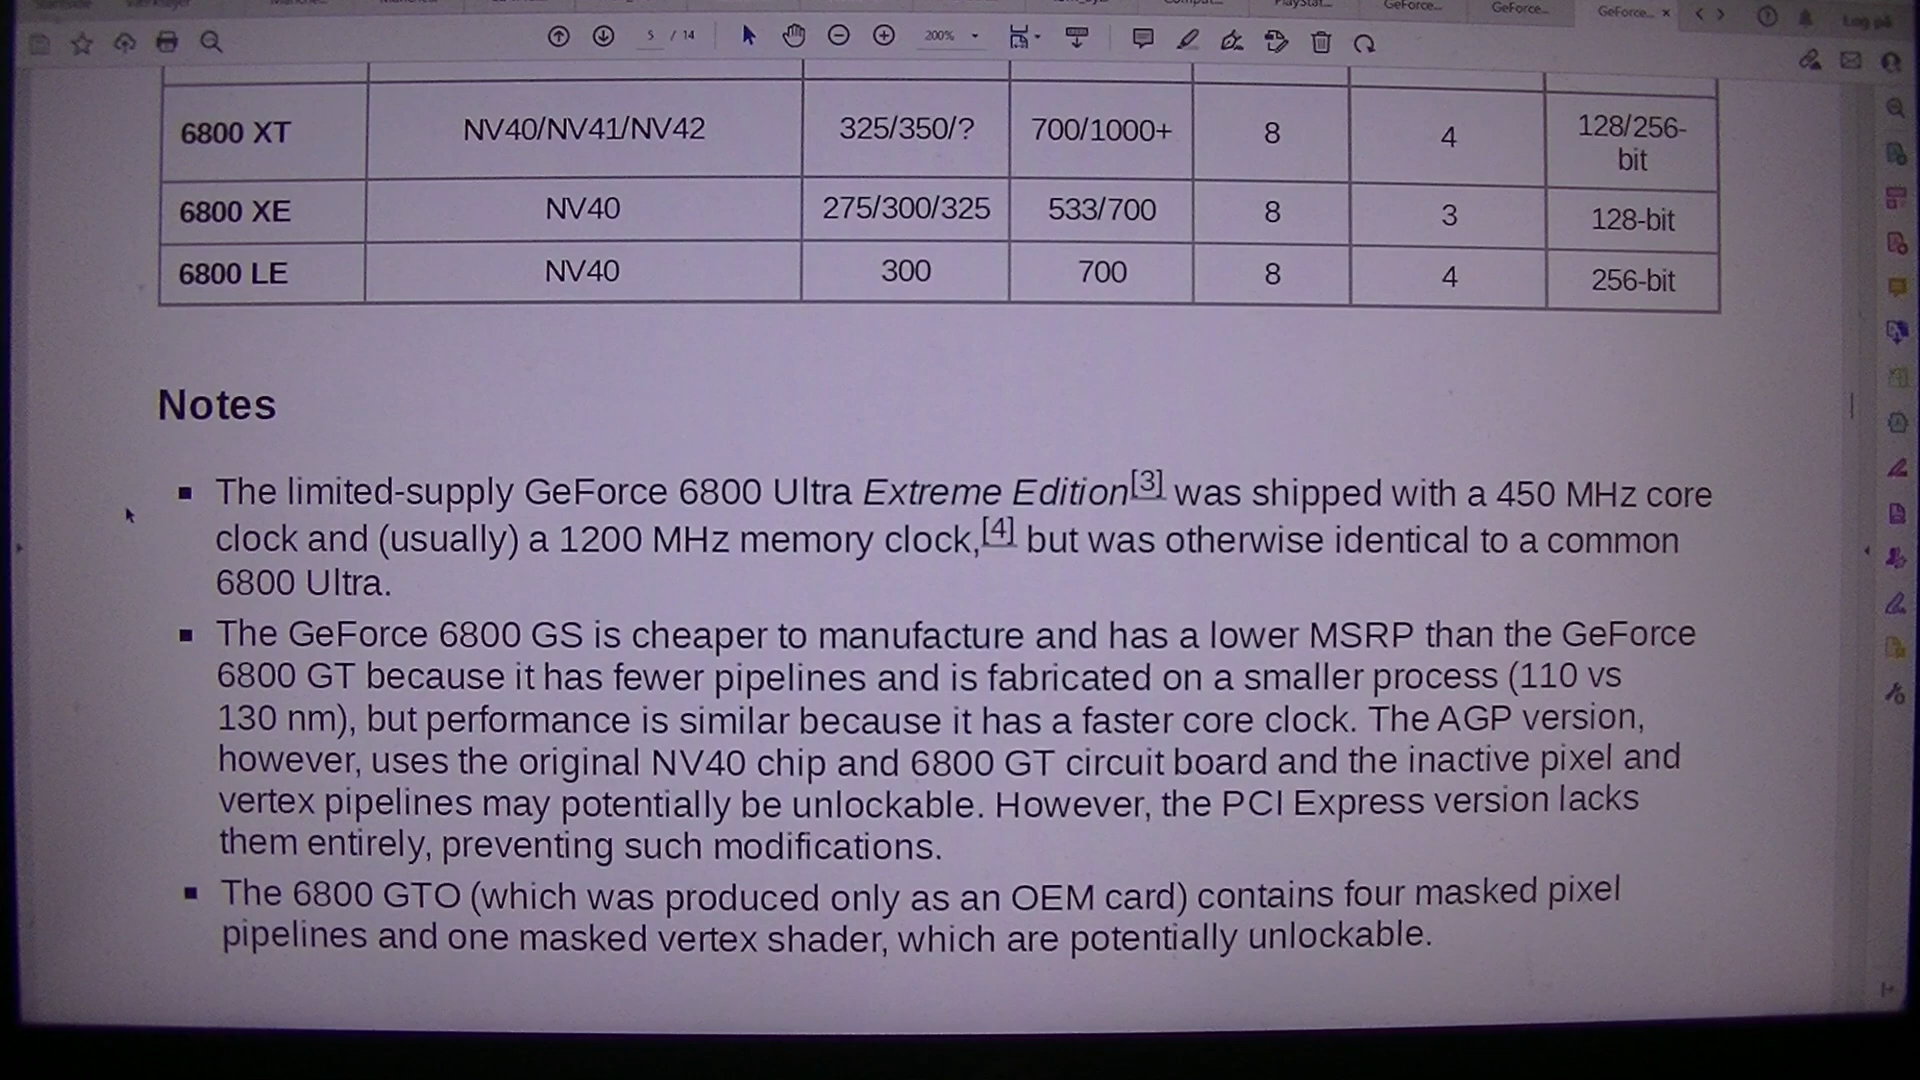 GeForce...
GeForce...
GeForce...
Log på
5 / 14
200%
6800 XT NV40/NV41/NV42 325/350/? 700/1000+ 8 4 128/256-
bit
6800 XE NV40 275/300/325 533/700 8 3 128-bit
6800 LE NV40 300 700 8 4 256-bit
Notes
▪ The limited-supply GeForce 6800 Ultra Extreme Edition[3] was shipped with a 450 MHz core
clock and (usually) a 1200 MHz memory clock,[4] but was otherwise identical to a common
6800 Ultra.
▪ The GeForce 6800 GS is cheaper to manufacture and has a lower MSRP than the GeForce
6800 GT because it has fewer pipelines and is fabricated on a smaller process (110 vs
130 nm), but performance is similar because it has a faster core clock. The AGP version,
however, uses the original NV40 chip and 6800 GT circuit board and the inactive pixel and
vertex pipelines may potentially be unlockable. However, the PCI Express version lacks
them entirely, preventing such modifications.
▪ The 6800 GTO (which was produced only as an OEM card) contains four masked pixel
pipelines and one masked vertex shader, which are potentially unlockable.